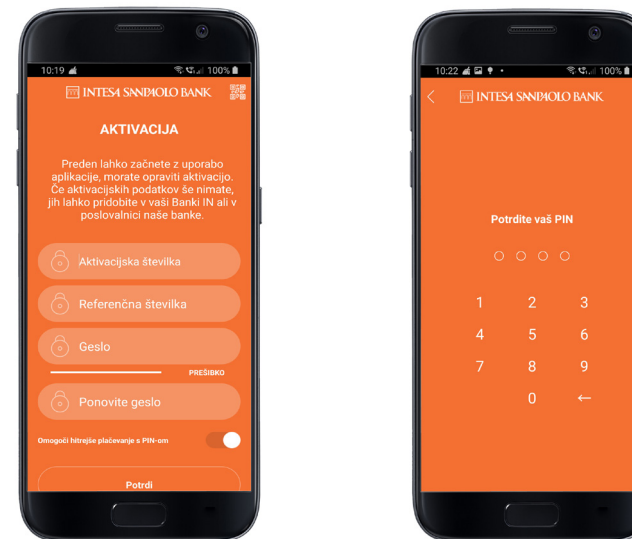 10:19 100%
INTESA SANPAOLO BANK
AKTIVACIJA
Preden lahko začnete z uporabo
aplikacije, morate opraviti aktivacijo.
Če aktivacijskih podatkov še nimate,
jih lahko pridobite v vaši Banki IN ali v
poslovalnici naše banke.
Aktivacijska številka
Referenčna številka
Geslo
PREŠIBKO
Ponovite geslo
Omogoči hitrejše plačevanje s PIN-om
Potrdi
10:22 100%
INTESA SANPAOLO BANK
Potrdite vaš PIN
1 2 3
4 5 6
7 8 9
0 ←